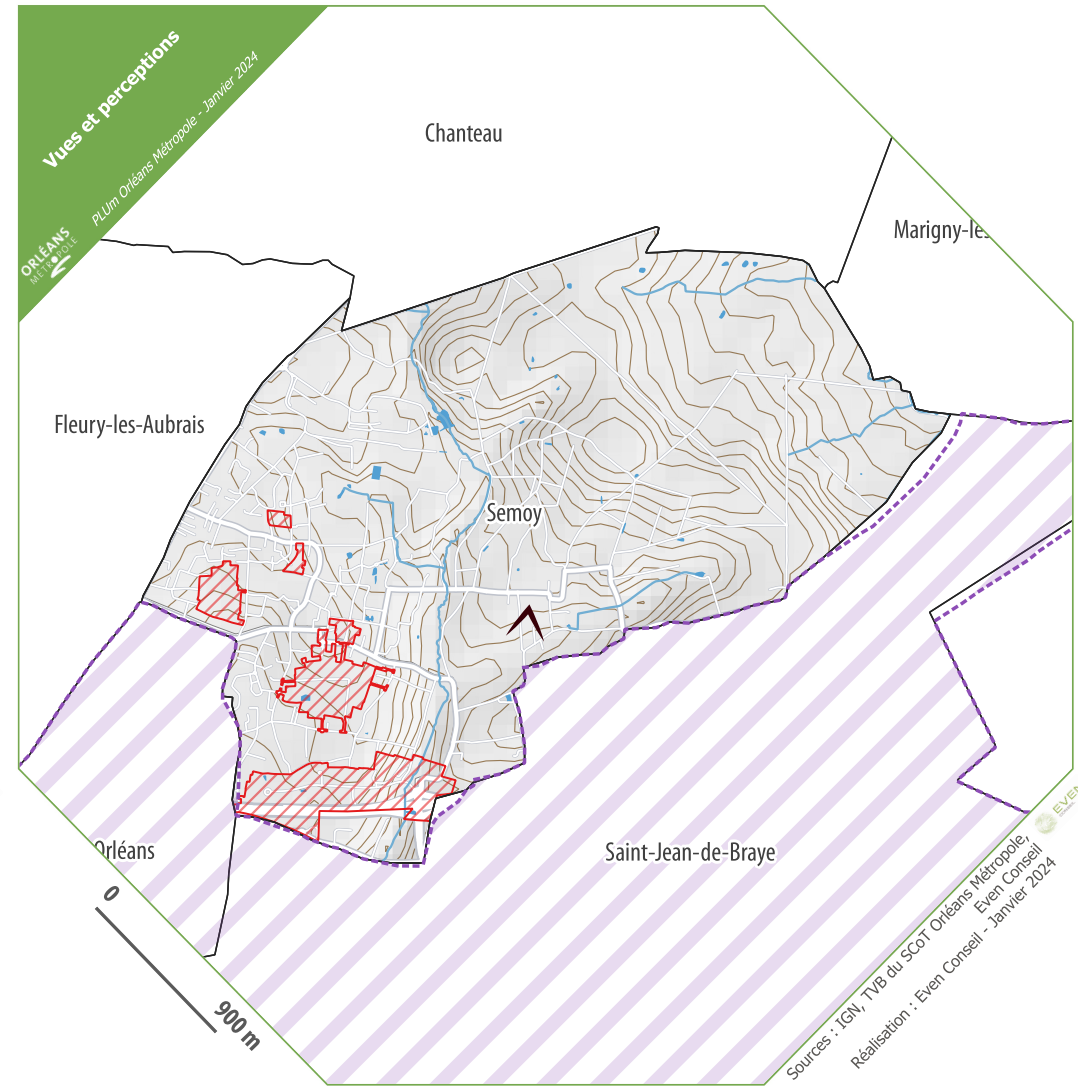 Vues et perceptions
PLUm Orléans Métropole - Janvier 2024
ORLÉANS
MÉTROPOLE
Chanteau
Marigny-les
Fleury-les-Aubrais
Semoy
Orléans
Saint-Jean-de-Braye
0
900 m
Sources : IGN, TVB du SCoT Orléans Métropole,
Even Conseil
Réalisation : Even Conseil - Janvier 2024
EVEN